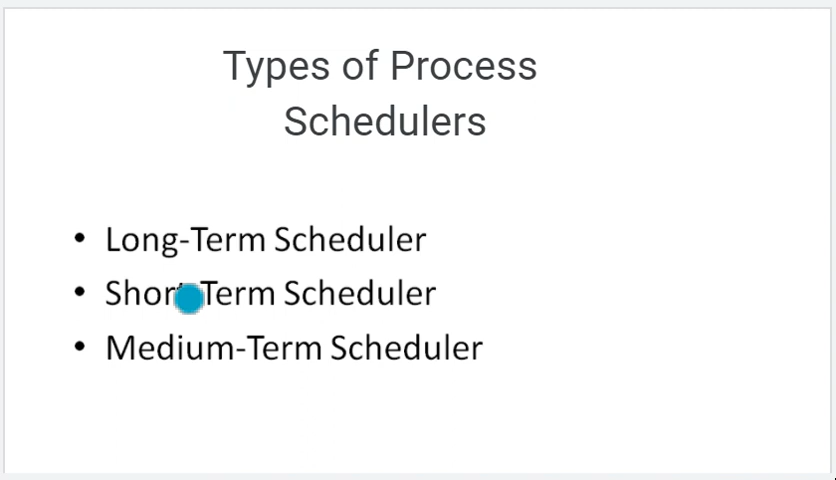 Types of Process
Schedulers
• Long-Term Scheduler
• Short-Term Scheduler
• Medium-Term Scheduler